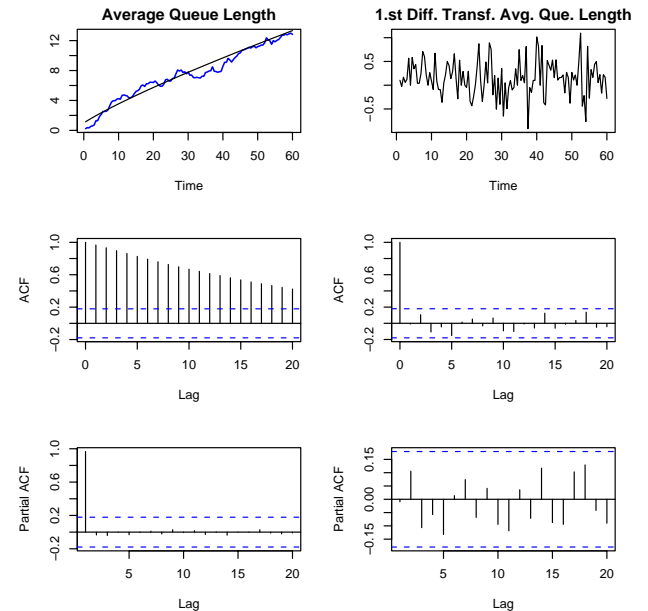 Average Queue Length
12
8
4
0
0 10 20 30 40 50 60
Time
1.st Diff. Transf. Avg. Que. Length
0.5
−0.5
0 10 20 30 40 50 60
Time
ACF
1.0
0.6
0.2
−0.2
0 5 10 15 20
Lag
ACF
1.0
0.6
0.2
−0.2
0 5 10 15 20
Lag
Partial ACF
1.0
0.6
0.2
−0.2
5 10 15 20
Lag
Partial ACF
0.15
0.00
−0.15
5 10 15 20
Lag